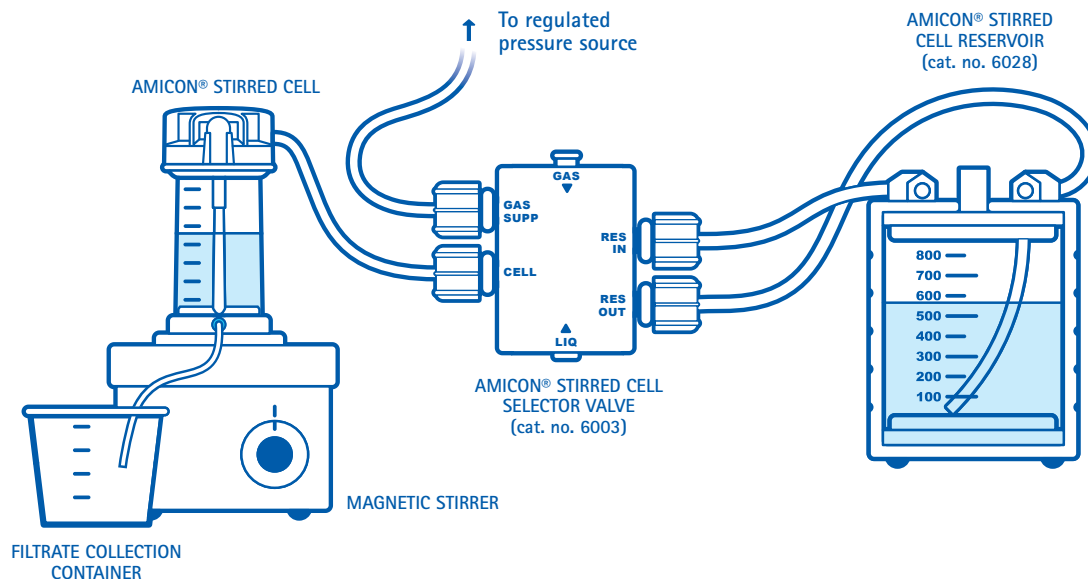 To regulated
pressure source
AMICON® STIRRED
CELL RESERVOIR
(cat. no. 6028)
AMICON® STIRRED CELL
GAS
GAS
SUPP
CELL
RES
IN
RES
OUT
LIQ
800
700
600
500
400
300
200
100
AMICON® STIRRED CELL
SELECTOR VALVE
(cat. no. 6003)
MAGNETIC STIRRER
FILTRATE COLLECTION
CONTAINER